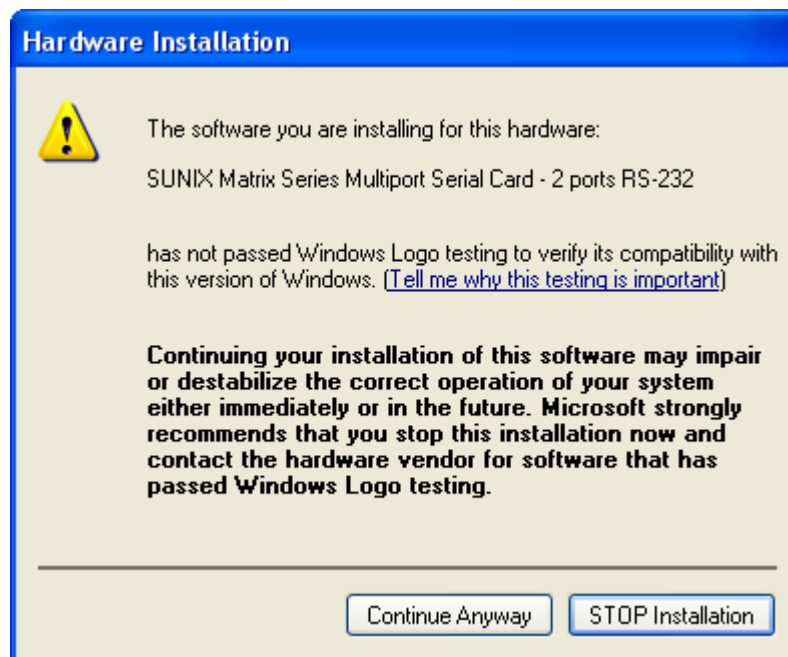 Hardware Installation
The software you are installing for this hardware:
SUNIX Matrix Series Multiport Serial Card - 2 ports RS-232
has not passed Windows Logo testing to verify its compatibility with
this version of Windows. (Tell me why this testing is important)
Continuing your installation of this software may impair
or destabilize the correct operation of your system
either immediately or in the future. Microsoft strongly
recommends that you stop this installation now and
contact the hardware vendor for software that has
passed Windows Logo testing.
Continue Anyway STOP Installation